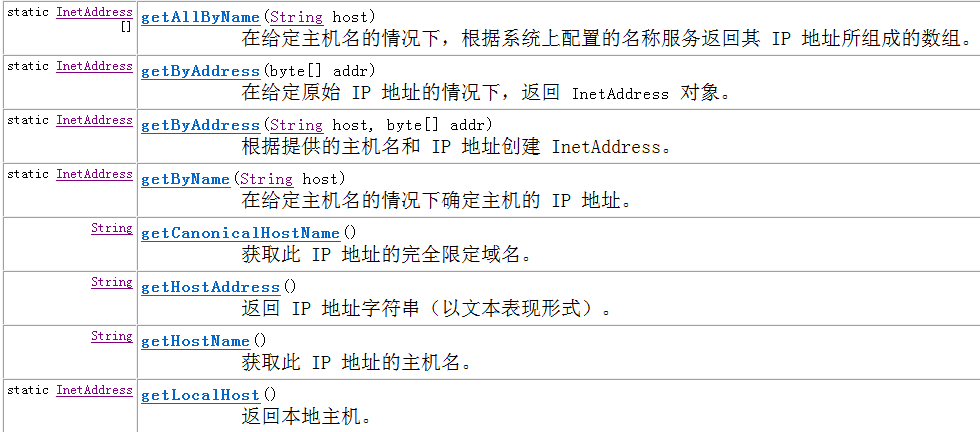 static InetAddress[] getAllByName(String host)
在给定主机名的情况下，根据系统上配置的名称服务返回其 IP 地址所组成的数组。
static InetAddress getByAddress(byte[] addr)
在给定原始 IP 地址的情况下，返回 InetAddress 对象。
static InetAddress getByAddress(String host, byte[] addr)
根据提供的主机名和 IP 地址创建 InetAddress。
static InetAddress getByName(String host)
在给定主机名的情况下确定主机的 IP 地址。
String getCanonicalHostName()
获取此 IP 地址的完全限定域名。
String getHostAddress()
返回 IP 地址字符串（以文本表现形式）。
String getHostName()
获取此 IP 地址的主机名。
static InetAddress getLocalHost()
返回本地主机。